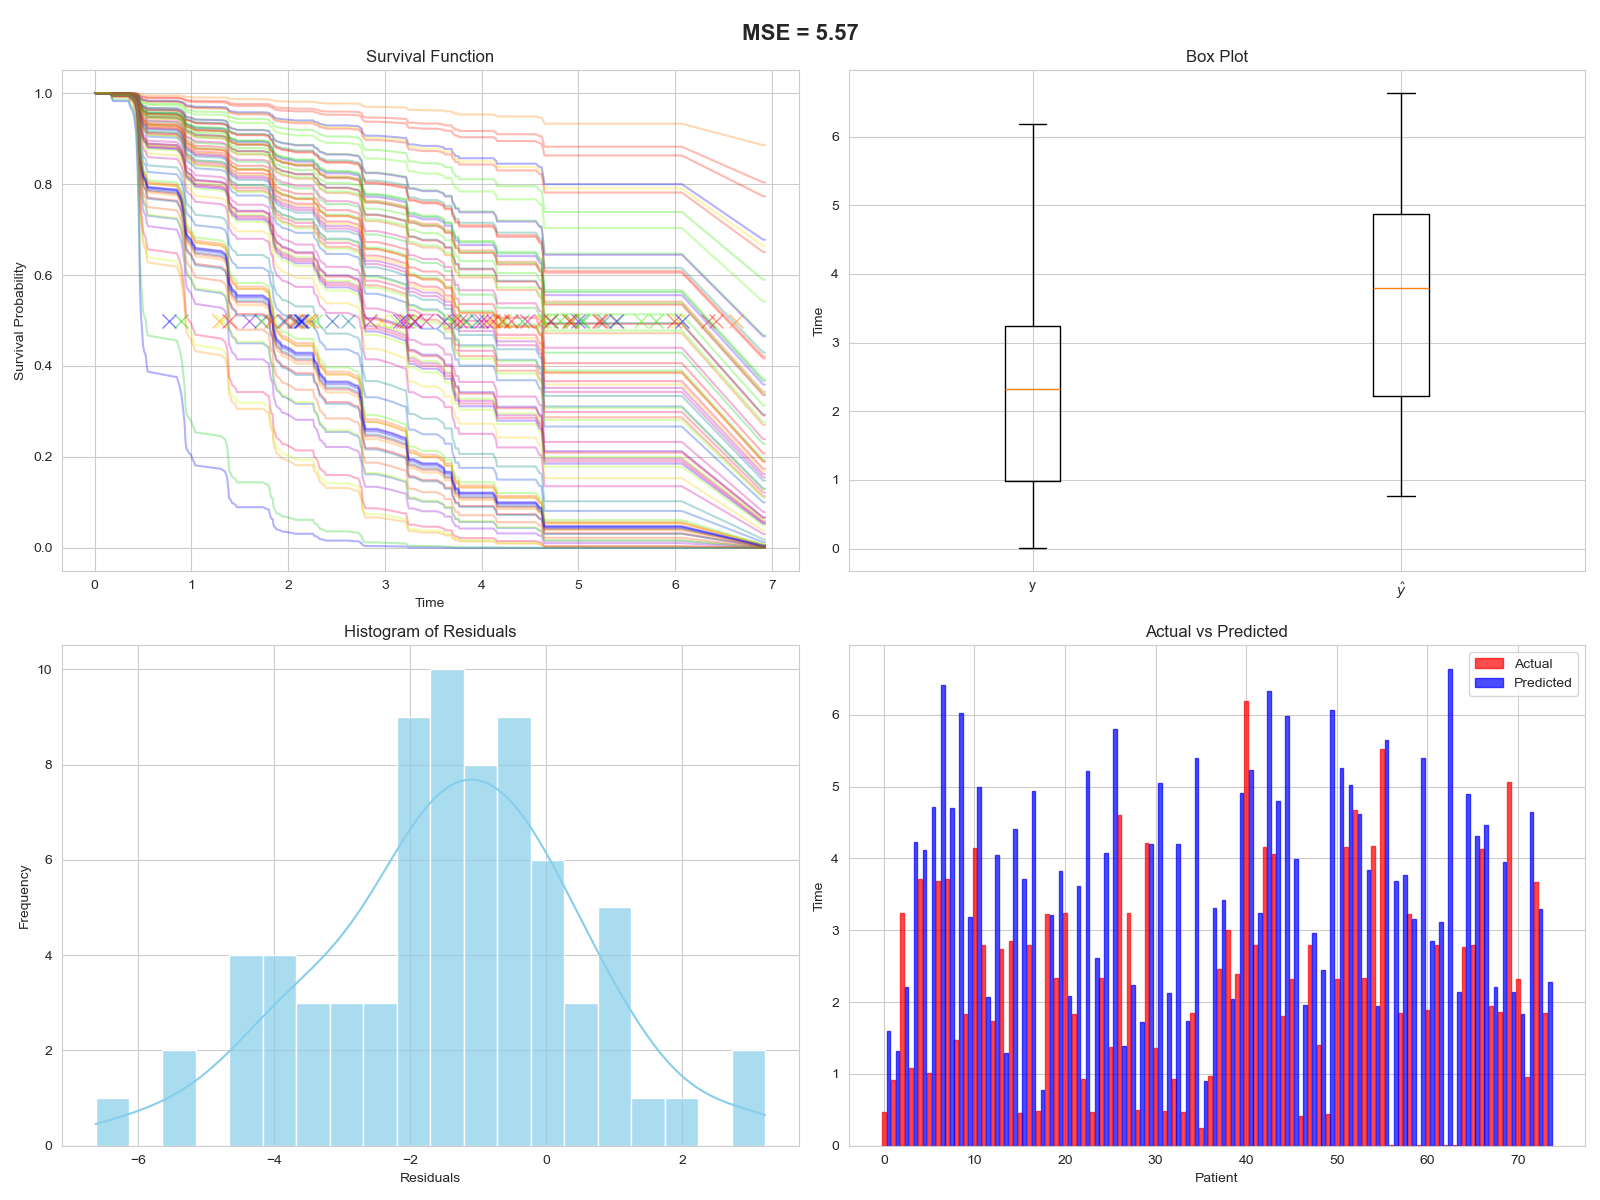 MSE = 5.57
Survival Function
Survival Probability
1.0
0.8
0.6
0.4
0.2
0.0
0 1 2 3 4 5 6 7
Time
Box Plot
Time
6
5
4
3
2
1
0
y ŷ
Histogram of Residuals
Frequency
10
8
6
4
2
0
−6 −4 −2 0 2
Residuals
Actual vs Predicted
Actual
Predicted
Time
6
5
4
3
2
1
0
0 10 20 30 40 50 60 70
Patient